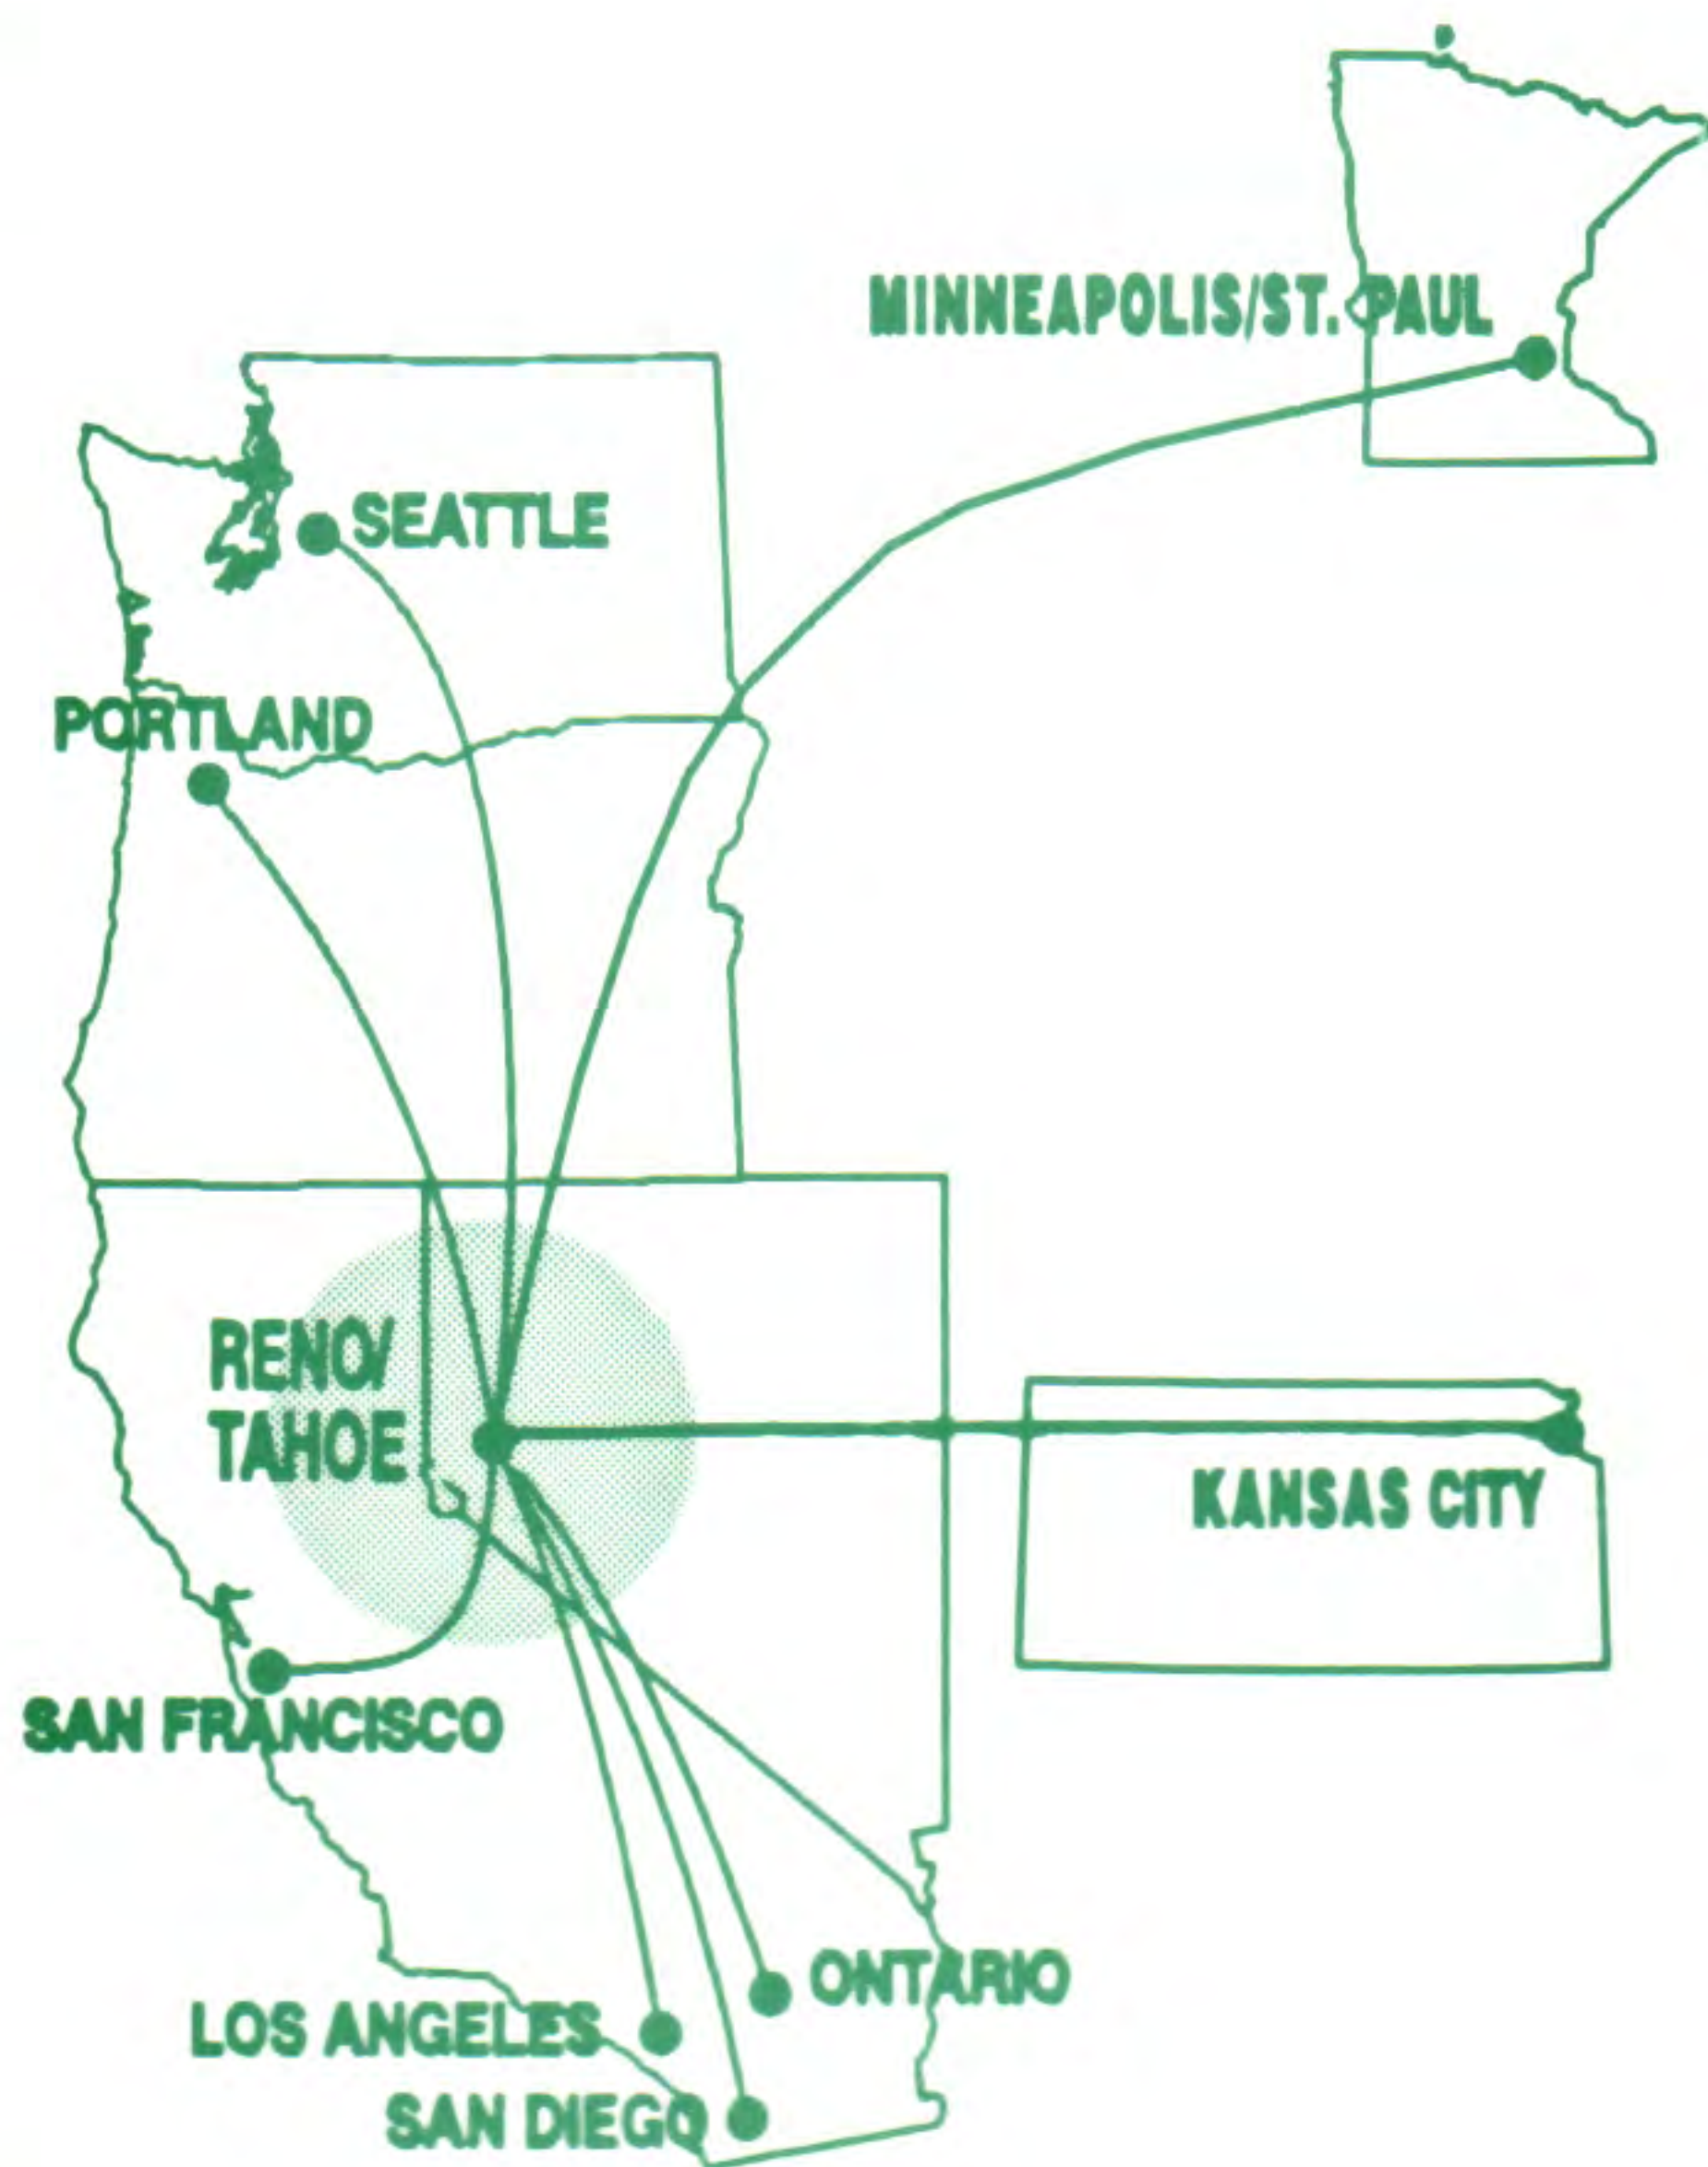 MINNEAPOLIS/ST. PAUL
SEATTLE
PORTLAND
RENO/
TAHOE
KANSAS CITY
SAN FRANCISCO
ONTARIO
LOS ANGELES
SAN DIEGO